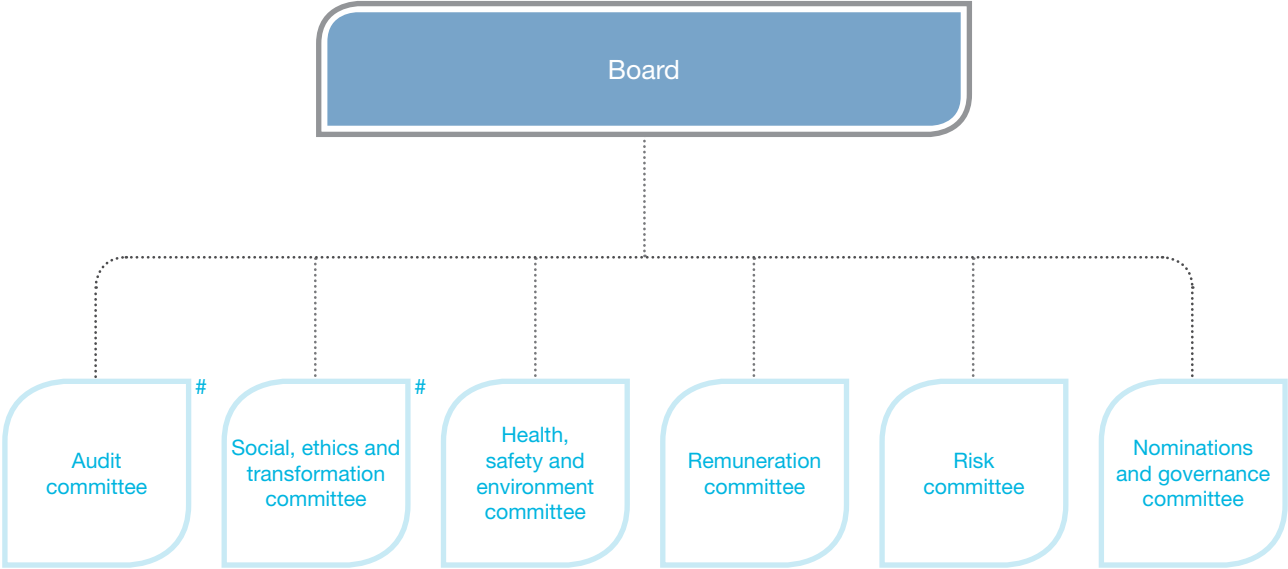 Board
#
#
Audit
committee
Social, ethics and
transformation
committee
Health,
safety and
environment
committee
Remuneration
committee
Risk
committee
Nominations
and governance
committee